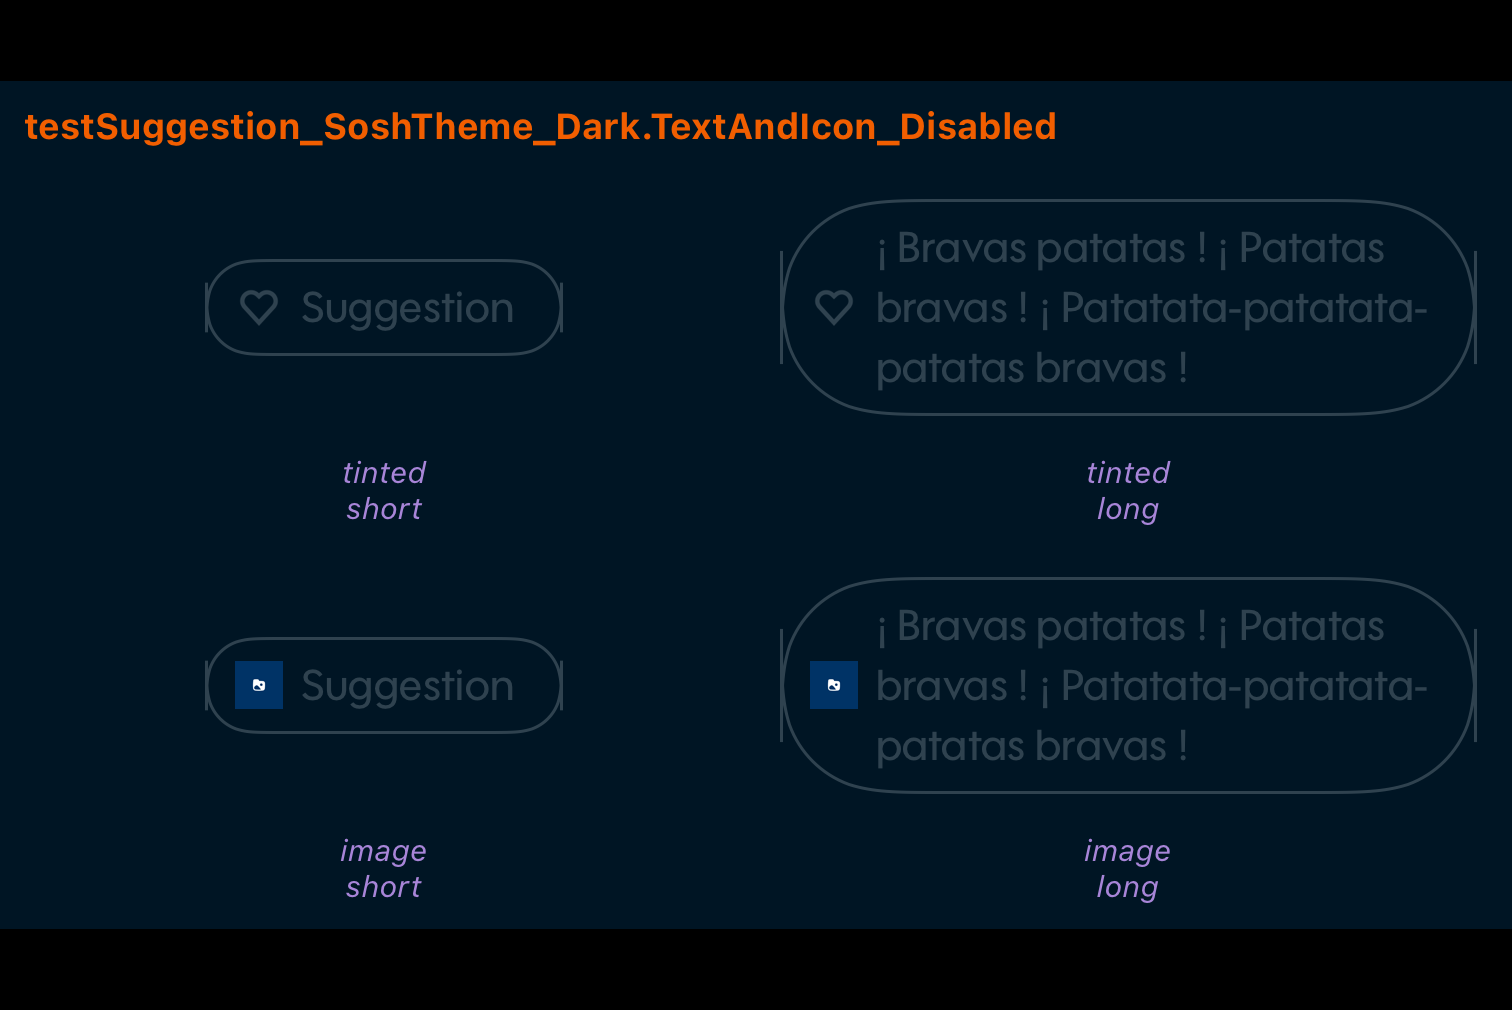 testSuggestion_SoshTheme_Dark.TextAndIcon_Disabled
Suggestion
¡ Bravas patatas ! ¡ Patatas
bravas ! ¡ Patatata-patatata-
patatas bravas !
tinted
short
tinted
long
Suggestion
¡ Bravas patatas ! ¡ Patatas
bravas ! ¡ Patatata-patatata-
patatas bravas !
image
short
image
long